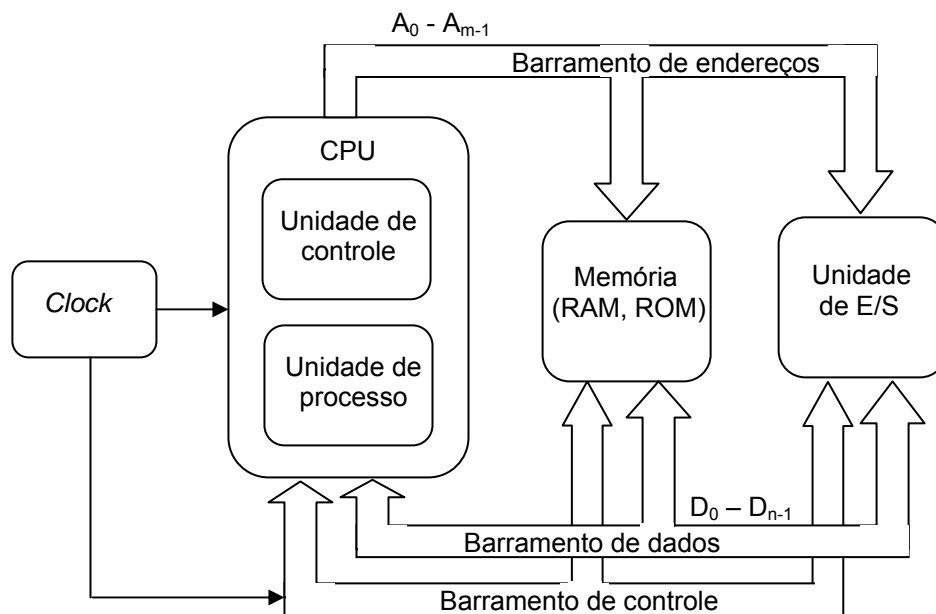 A0 - Am-1
Barramento de endereços
CPU
Unidade de
controle
Clock
Unidade de
processo
Memória
(RAM, ROM)
Unidade
de E/S
D0 – Dn-1
Barramento de dados
Barramento de controle